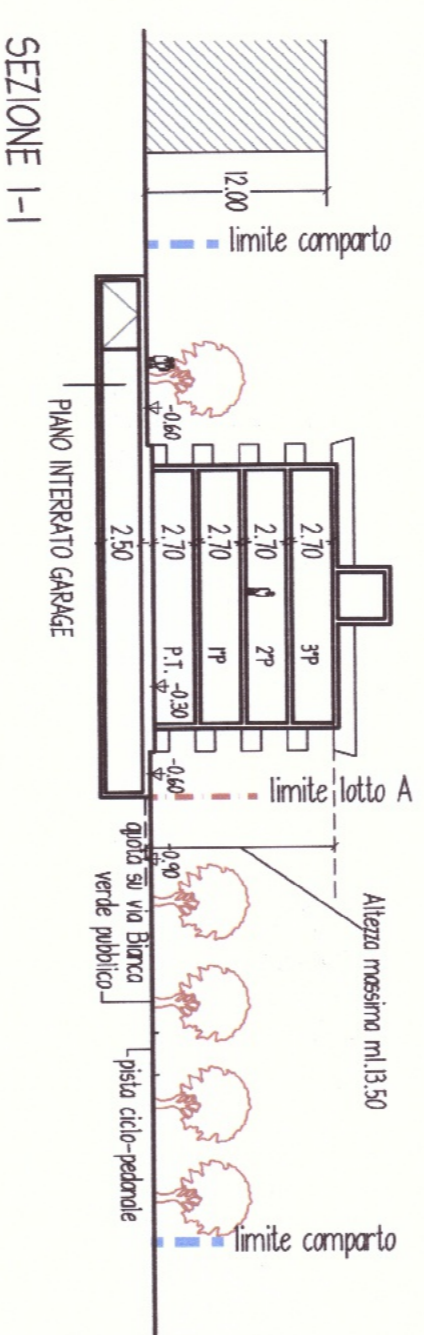 SEZIONE 1-1
12.00
limite comparto
-0.60
PIANO INTERRATO GARAGE
2.50
2.70
2.70
2.70
2.70
3°P
2°P
1°P
P.T. -0.30
-0.60
limite lotto A
-0.90
quota su via Bianca
verde pubblico
pista ciclo-pedonale
Altezza massima ml.13.50
limite comparto